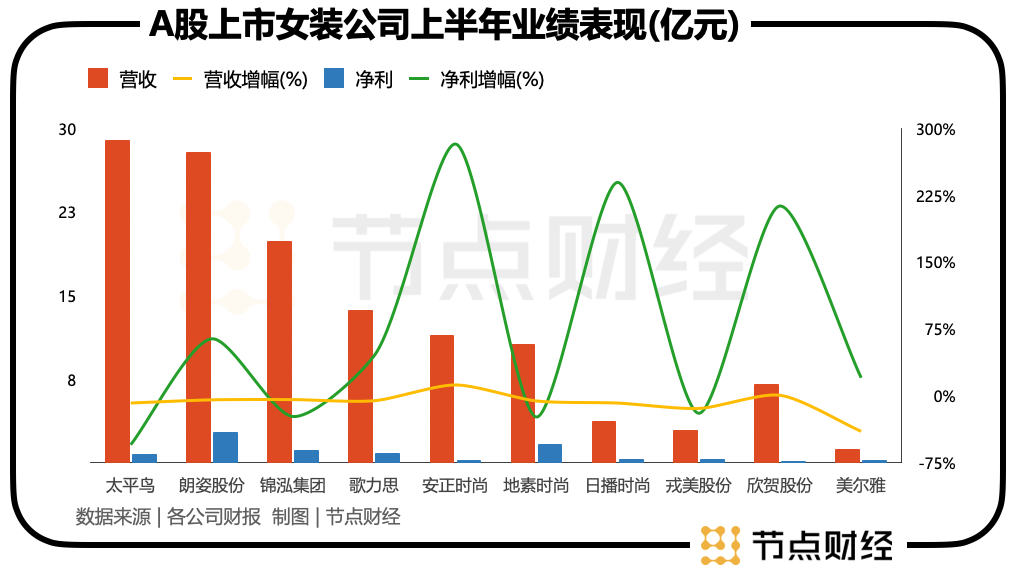 A股上市女装公司上半年业绩表现(亿元)
营收 营收增幅(%) 净利 净利增幅(%)
30 300%
23 225%
15 150%
75%
8 0%
-75%
节点财经
太平鸟 朗姿股份 锦泓集团 歌力思 安正时尚 地素时尚 日播时尚 戎美股份 欣贺股份 美尔雅
数据来源 | 各公司财报 制图 | 节点财经
节点财经